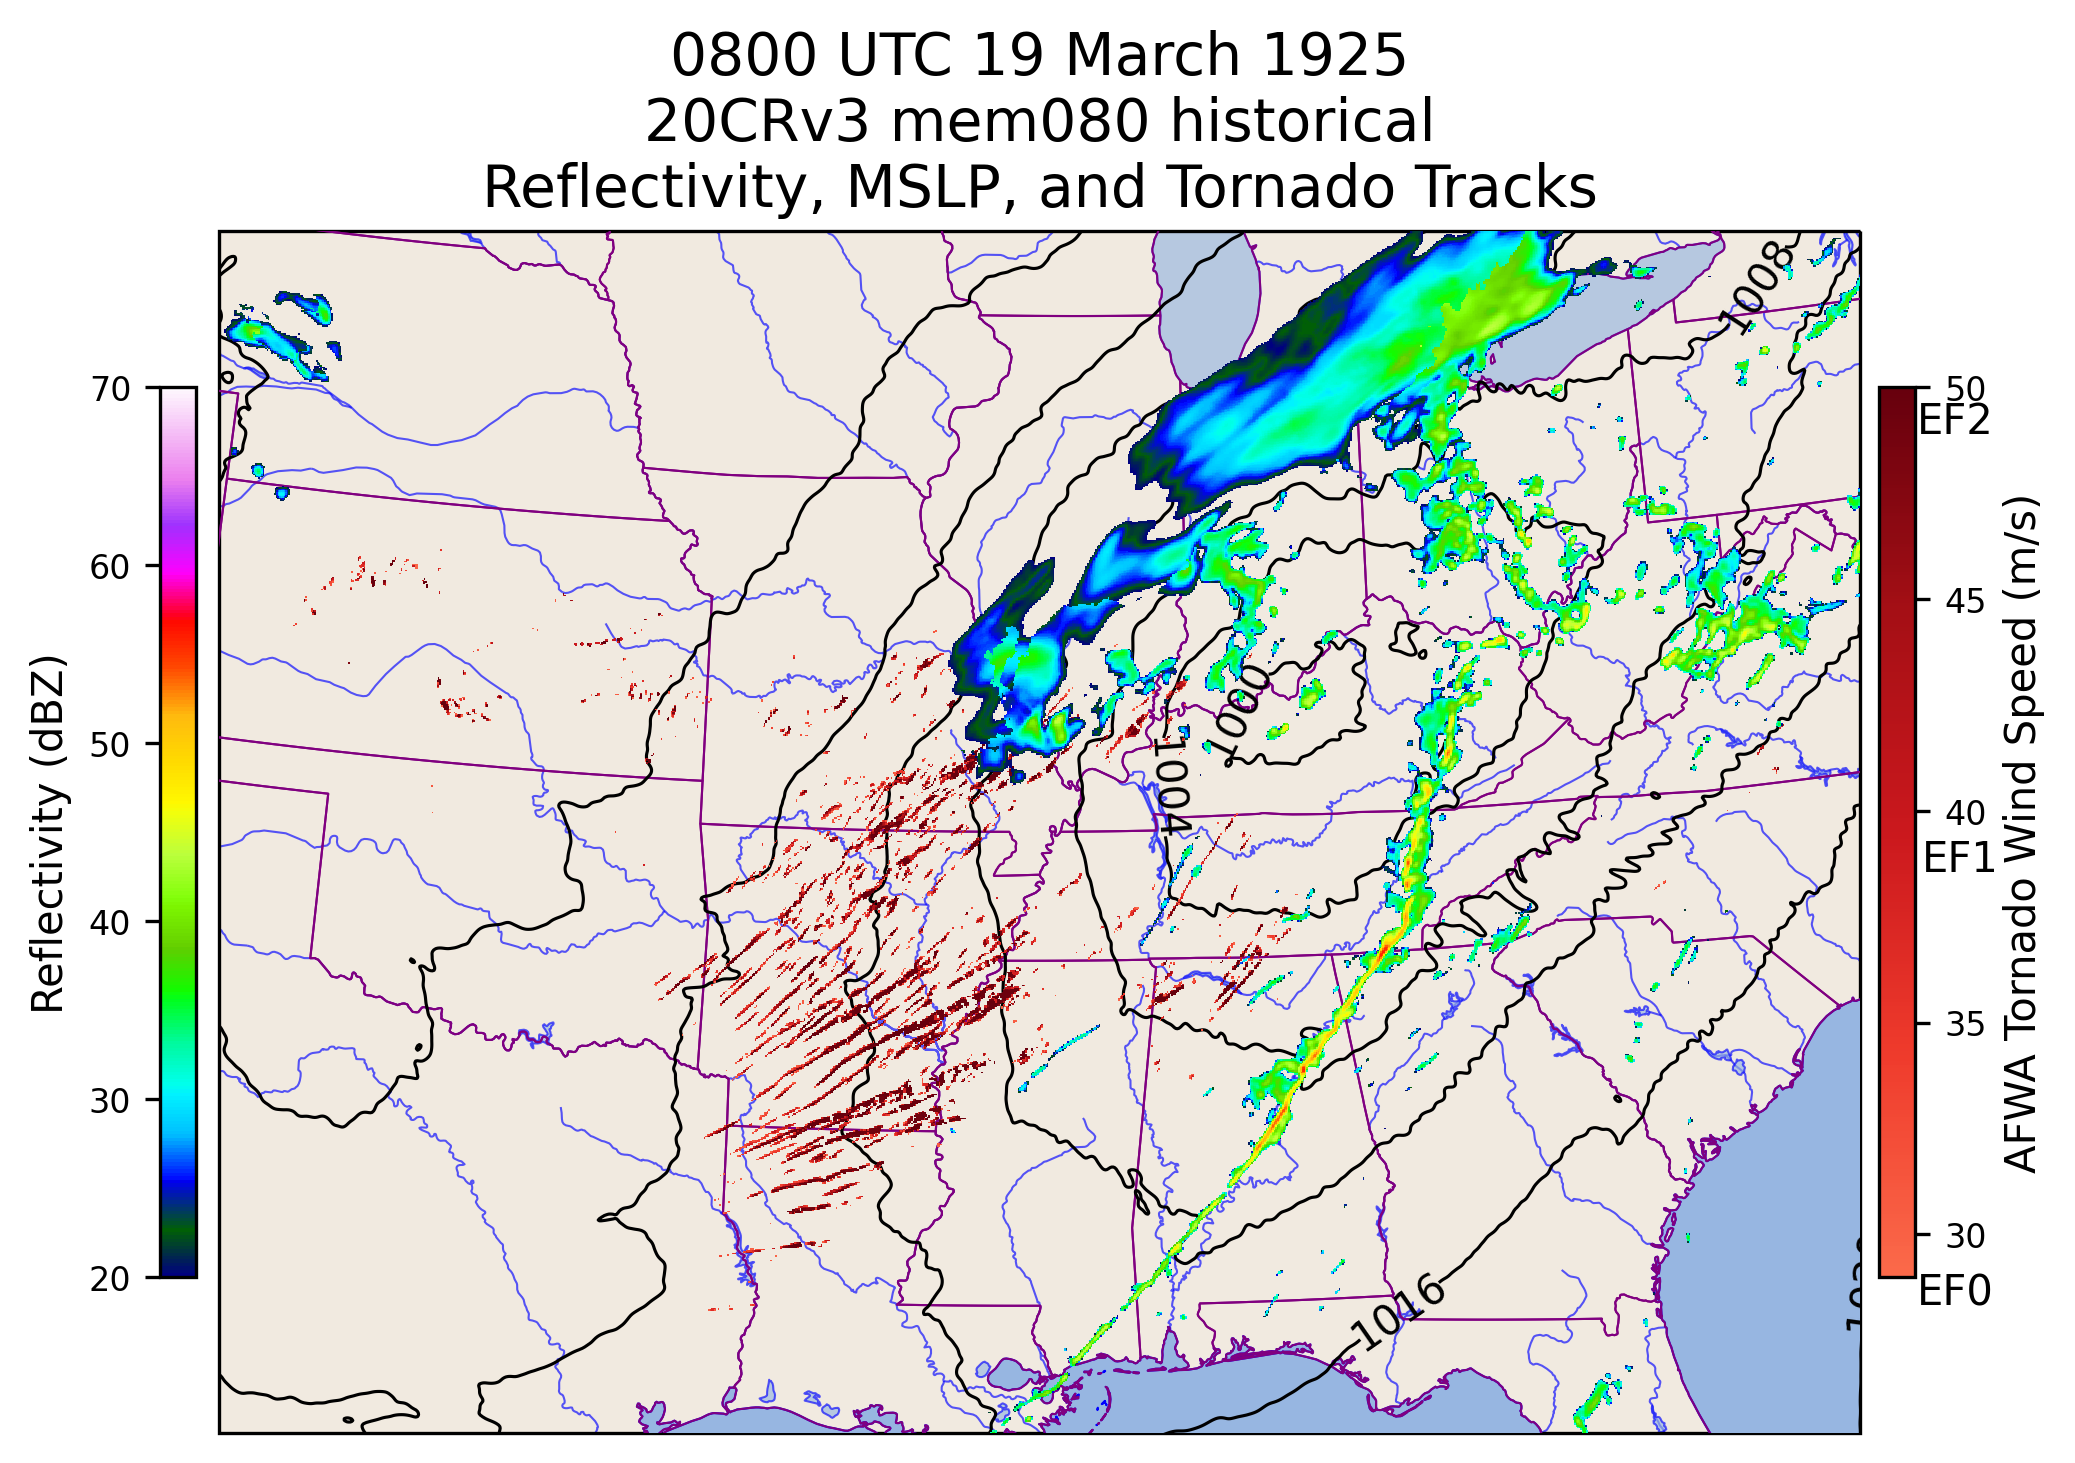 0800 UTC 19 March 1925
20CRv3 mem080 historical
Reflectivity, MSLP, and Tornado Tracks
Reflectivity (dBZ)
70
60
50
40
30
20
1008
1000
1004
1016
50
EF2
45
40
EF1
35
30
EF0
AFWA Tornado Wind Speed (m/s)